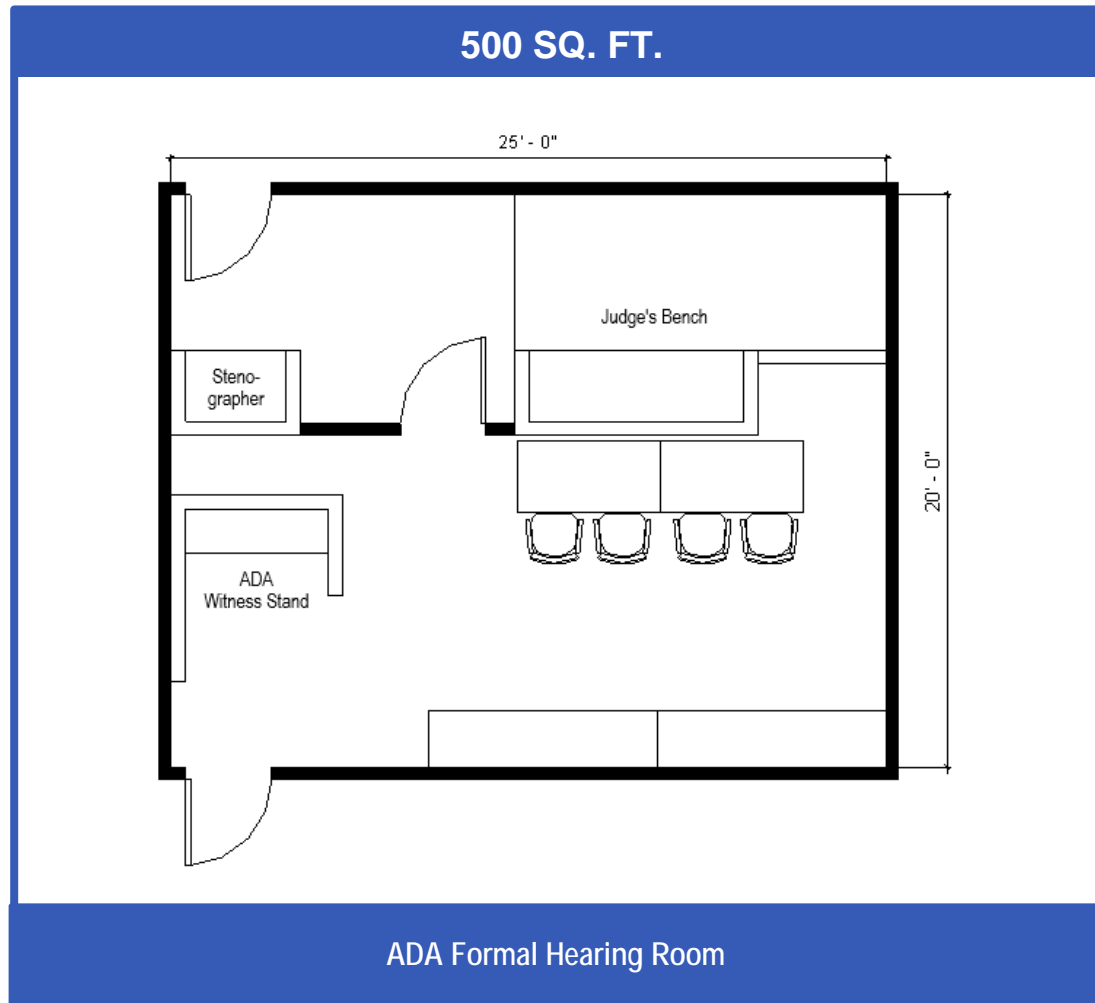 500 SQ. FT.
25' - 0"
Judge's Bench
Steno-
grapher
20' - 0"
ADA
Witness Stand
ADA Formal Hearing Room